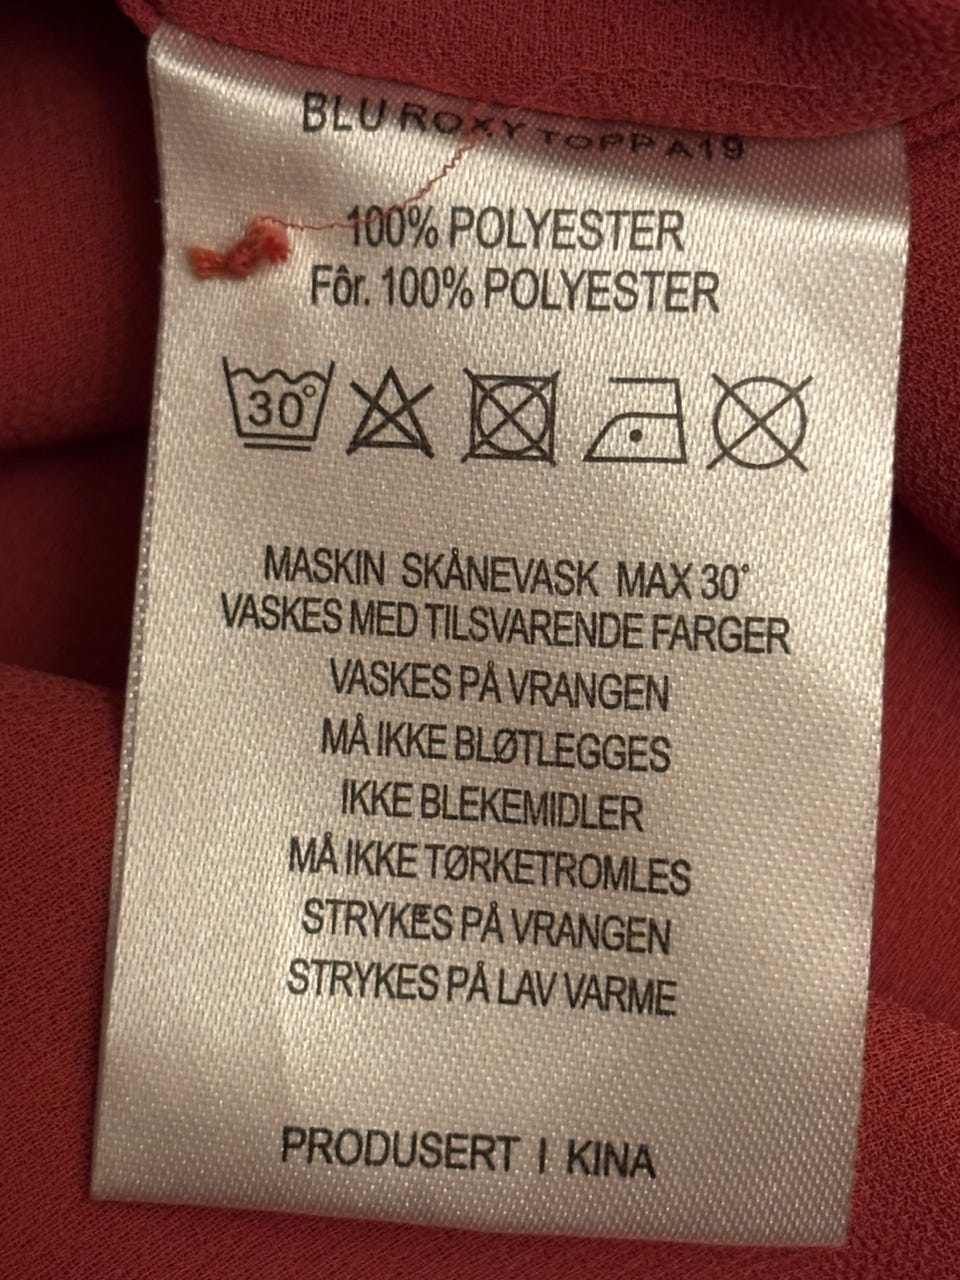 BLU ROXY TOPP A19
100% POLYESTER
Fôr. 100% POLYESTER
30°
MASKIN SKÅNEVASK MAX 30°
VASKES MED TILSVARENDE FARGER
VASKES PÅ VRANGEN
MÅ IKKE BLØTLEGGES
IKKE BLEKEMIDLER
MÅ IKKE TØRKETROMLES
STRYKES PÅ VRANGEN
STRYKES PÅ LAV VARME
PRODUSERT I KINA